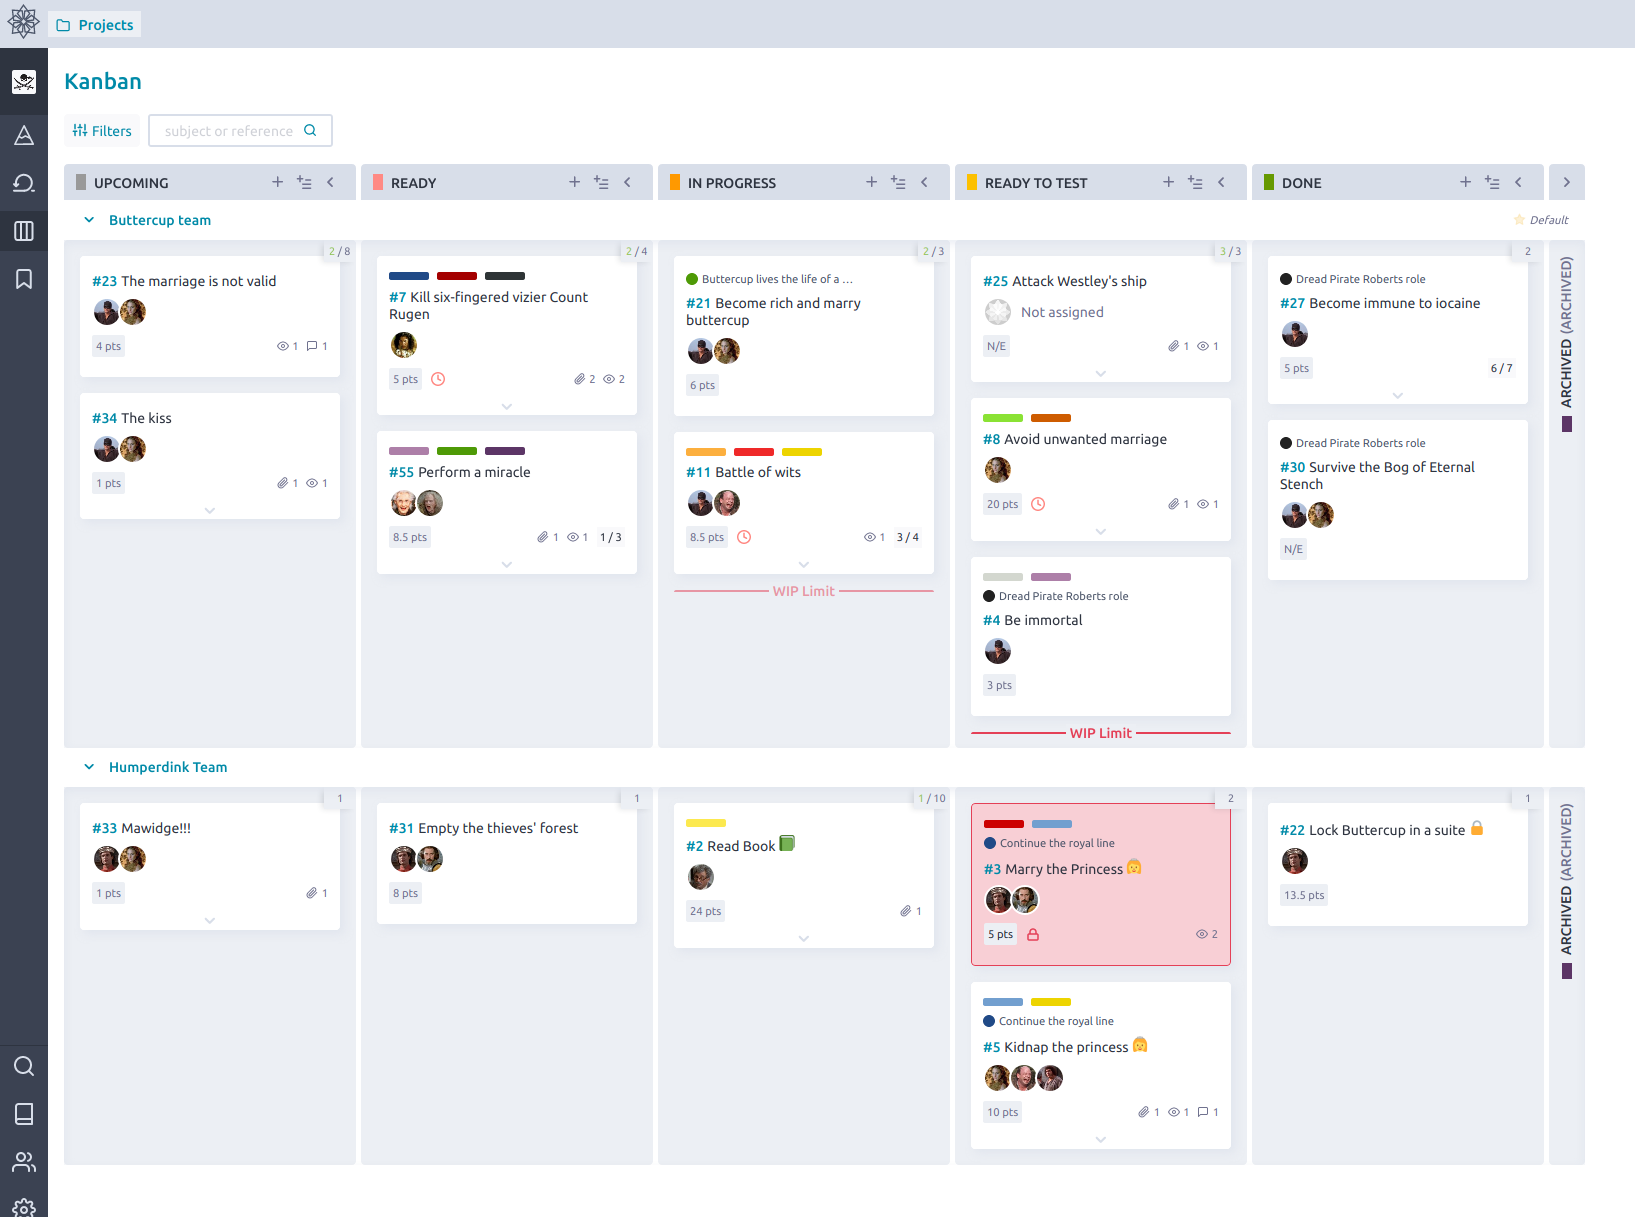 Projects
Kanban
Filters
subject or reference
UPCOMING
READY
IN PROGRESS
READY TO TEST
DONE
Buttercup team
Default
2 / 8
#23 The marriage is not valid
4 pts
1
1
#34 The kiss
1 pts
1
1
2 / 4
#7 Kill six-fingered vizier Count
Rugen
5 pts
2
2
#55 Perform a miracle
8.5 pts
1
1
1 / 3
2 / 3
Buttercup lives the life of a ...
#21 Become rich and marry
buttercup
6 pts
#11 Battle of wits
8.5 pts
1
3 / 4
WIP Limit
3 / 3
#25 Attack Westley's ship
Not assigned
N/E
1
1
#8 Avoid unwanted marriage
20 pts
1
1
Dread Pirate Roberts role
#4 Be immortal
3 pts
WIP Limit
2
Dread Pirate Roberts role
#27 Become immune to iocaine
5 pts
6 / 7
Dread Pirate Roberts role
#30 Survive the Bog of Eternal
Stench
N/E
ARCHIVED (ARCHIVED)
Humperdink Team
1
#33 Mawidge!!!
1 pts
1
1
#31 Empty the thieves' forest
8 pts
1 / 10
#2 Read Book
24 pts
1
2
Continue the royal line
#3 Marry the Princess
5 pts
2
Continue the royal line
#5 Kidnap the princess
10 pts
1
1
1
1
#22 Lock Buttercup in a suite
13.5 pts
ARCHIVED (ARCHIVED)